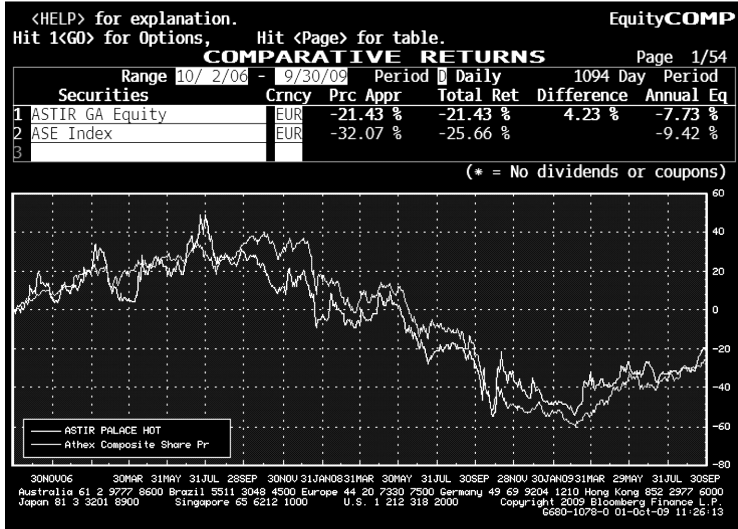 <HELP> for explanation. EquityCOMP
Hit 1<GO> for Options, Hit <Page> for table.
COMPARATIVE RETURNS Page 1/54
Range 10/ 2/06 - 9/30/09 Period D Daily 1094 Day Period
Securities Crncy Prc Appr Total Ret Difference Annual Eq
1 ASTIR GA Equity EUR -21.43 % -21.43 % 4.23 % -7.73 %
2 ASE Index EUR -32.07 % -25.66 % -9.42 %
3
(* = No dividends or coupons)
60
40
20
0
-20
-40
-60
-80
ASTIR PALACE HOT
Athex Composite Share Pr
30NOV06 30MAR 31MAY 31JUL 28SEP 30NOV 31JAN0831MAR 30MAY 31JUL 30SEP 28NOV 30JAN0931MAR 29MAY 31JUL 30SEP
Australia 61 2 9777 8600 Brazil 5511 3048 4500 Europe 44 20 7330 7500 Germany 49 69 9204 1210 Hong Kong 852 2977 6000
Japan 81 3 3201 8900 Singapore 65 6212 1000 U.S. 1 212 318 2000 Copyright 2009 Bloomberg Finance L.P.
G680-1078-0 01-Oct-09 11:26:13